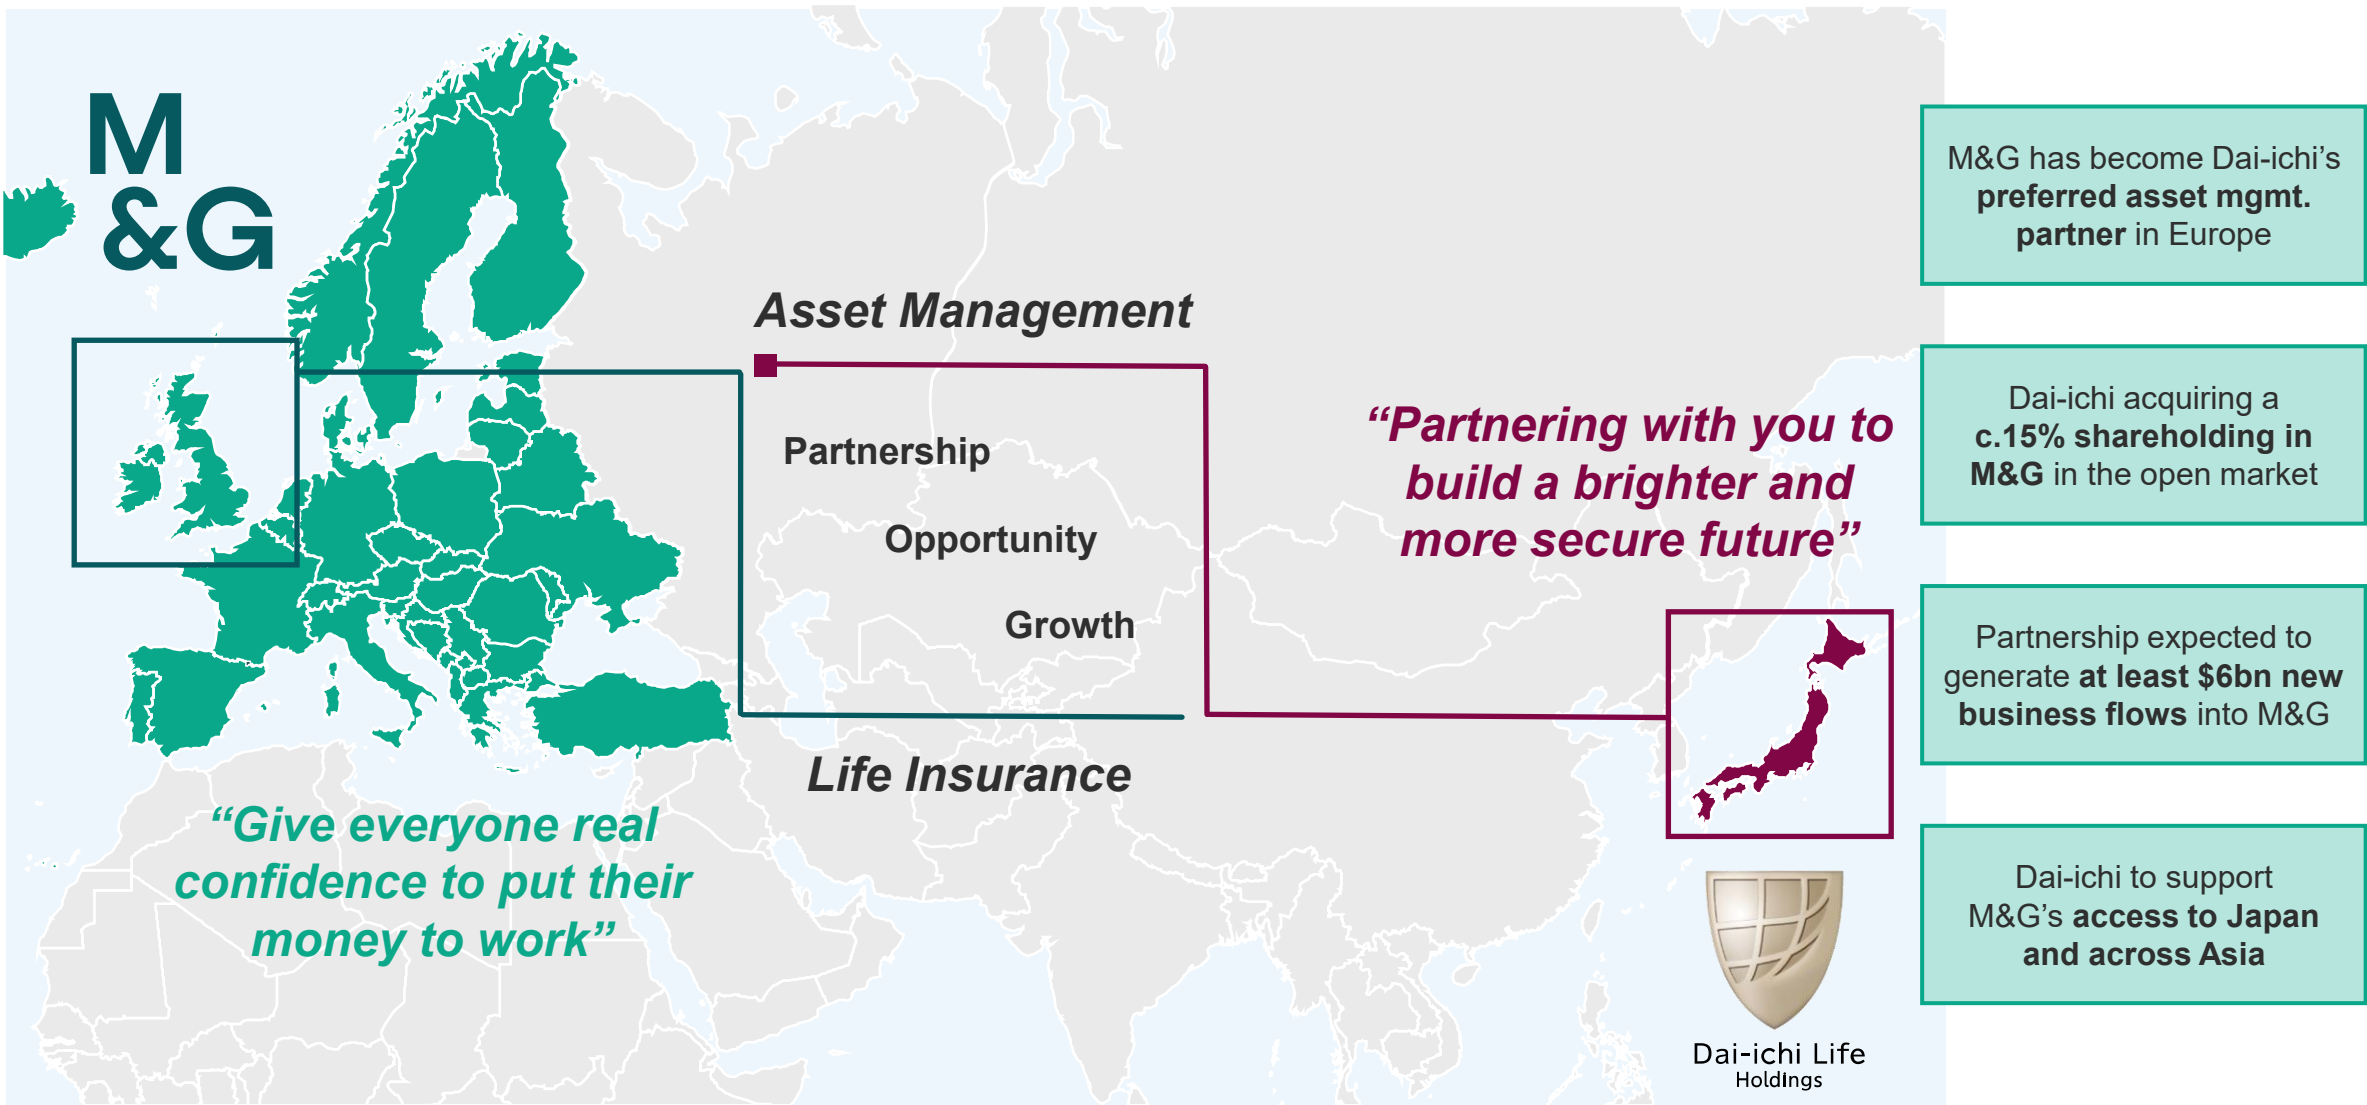 M
&G
Asset Management
Partnership
Opportunity
Growth
Life Insurance
“Give everyone real
confidence to put their
money to work”
“Partnering with you to
build a brighter and
more secure future”
Dai-ichi Life
Holdings
M&G has become Dai-ichi’s
preferred asset mgmt.
partner in Europe
Dai-ichi acquiring a
c.15% shareholding in
M&G in the open market
Partnership expected to
generate at least $6bn new
business flows into M&G
Dai-ichi to support
M&G’s access to Japan
and across Asia